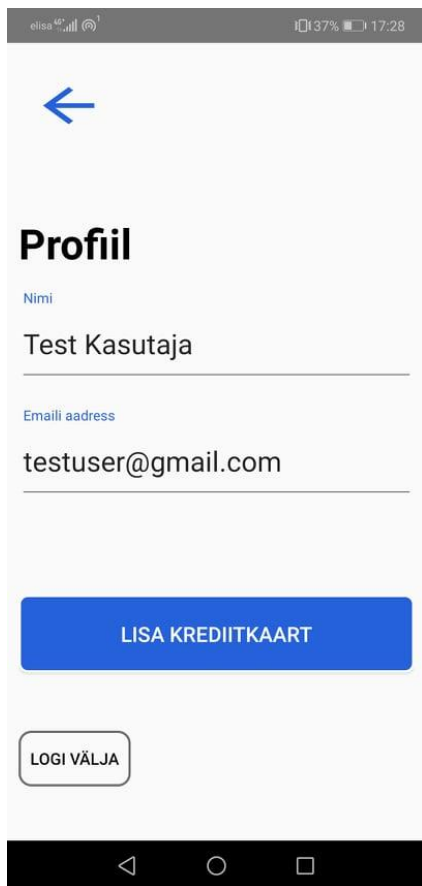 elisa 37% 17:28
Profiil
Nimi
Test Kasutaja
Emaili aadress
testuser@gmail.com
LISA KREDIITKAART
LOGI VÄLJA